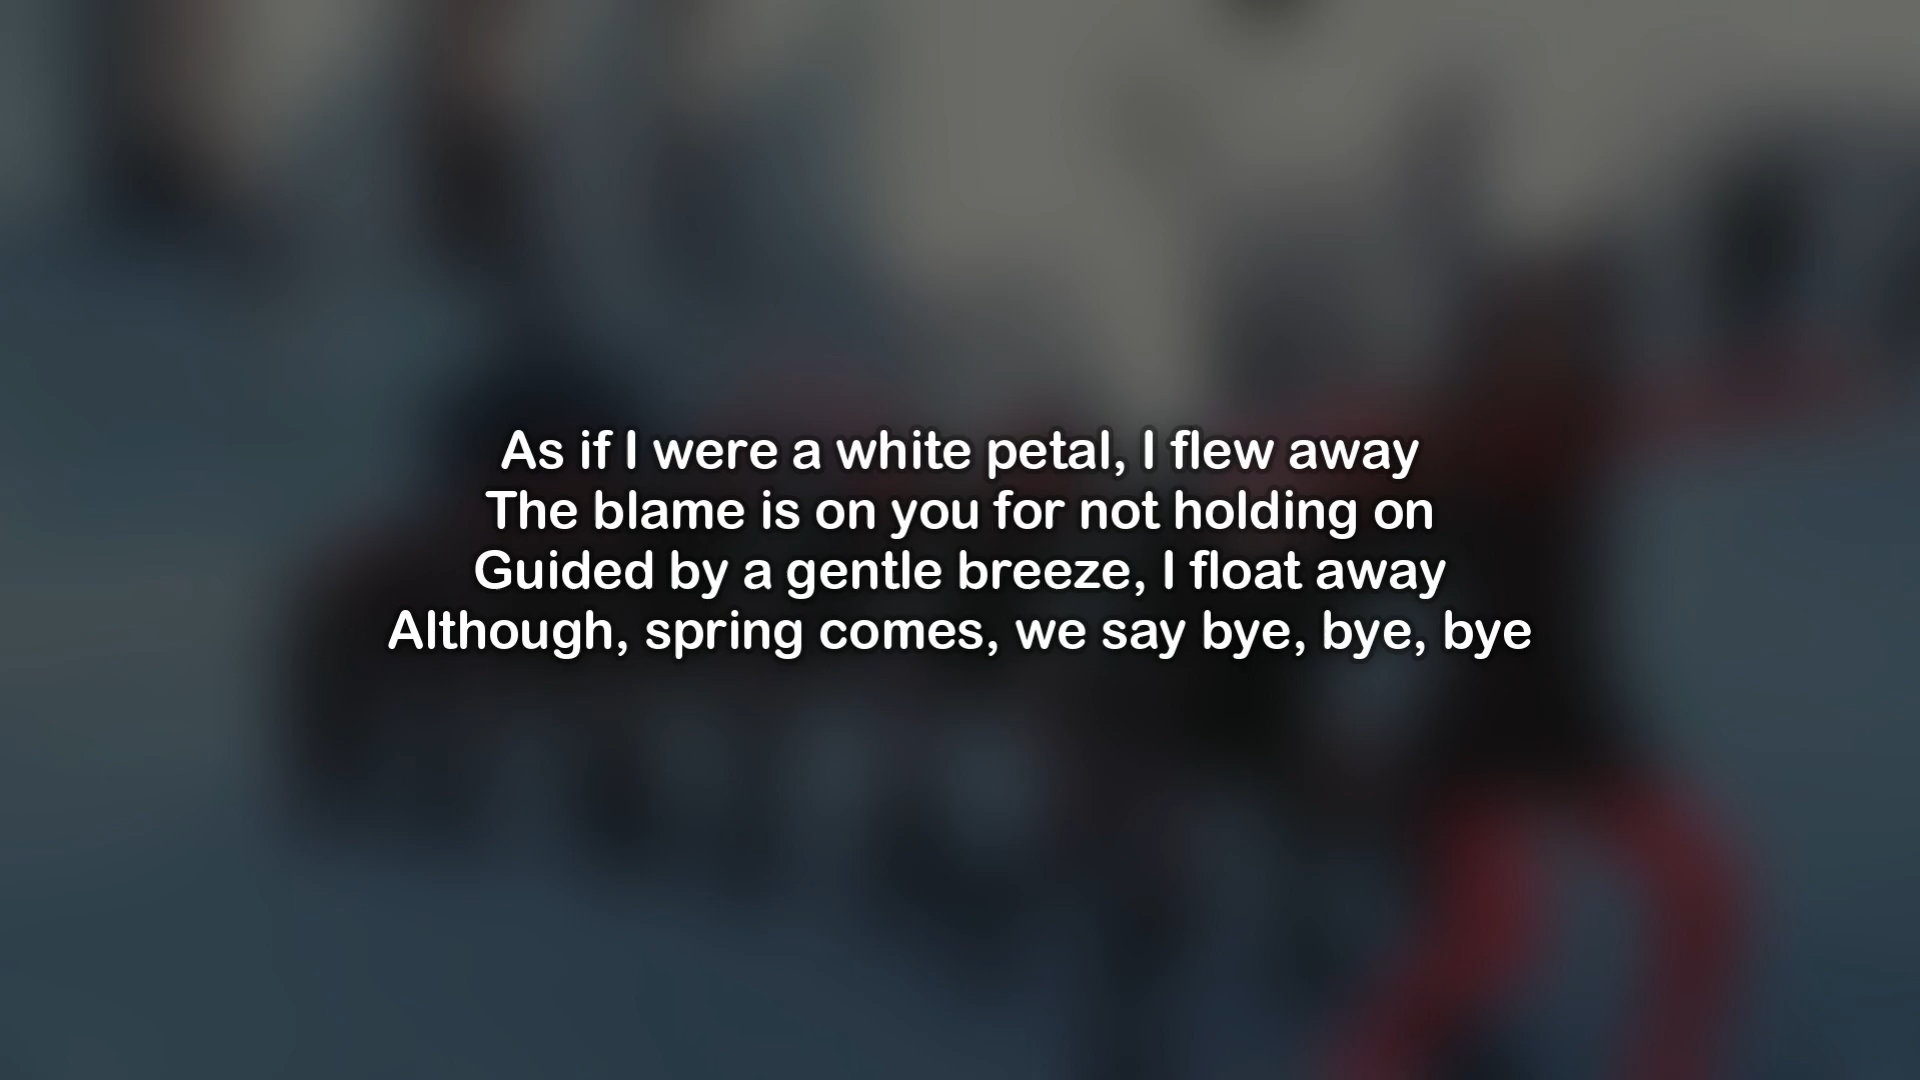 As if I were a white petal, I flew away
The blame is on you for not holding on
Guided by a gentle breeze, I float away
Although, spring comes, we say bye, bye, bye